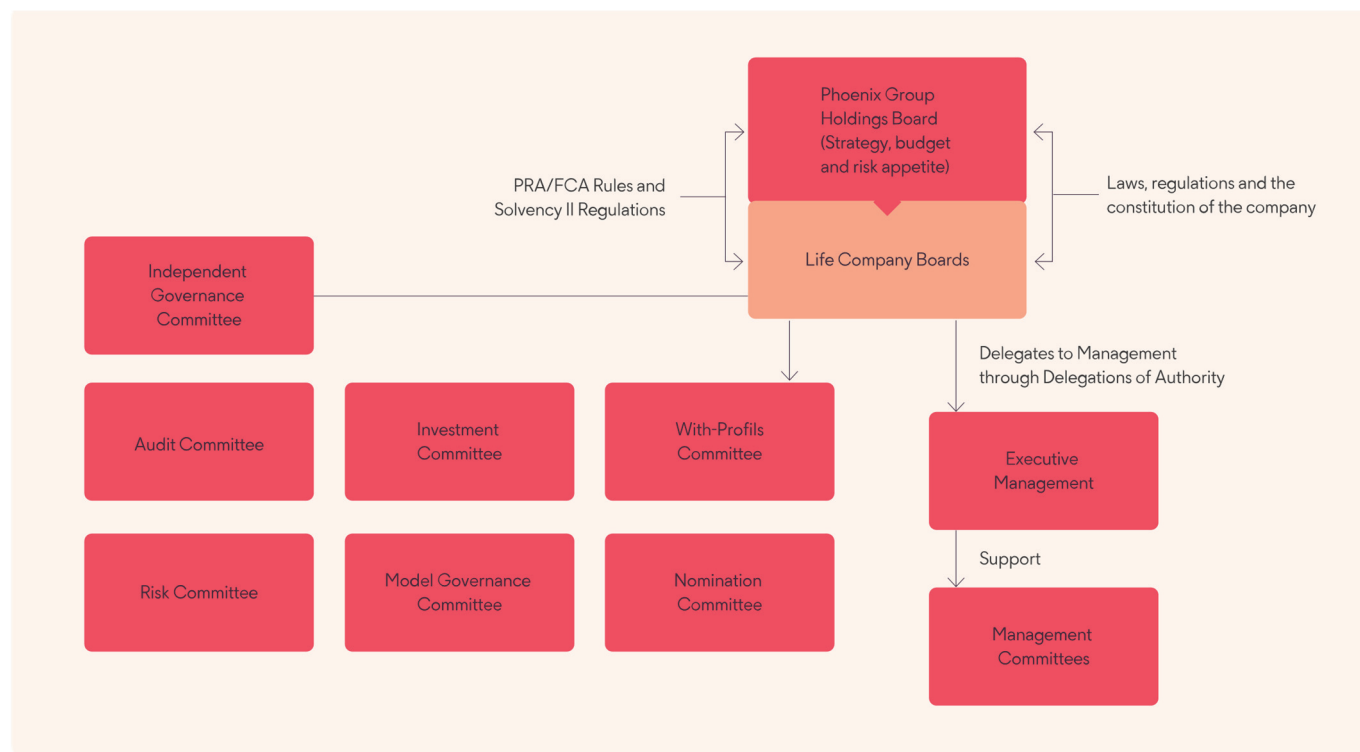 Phoenix Group
Holdings Board
(Strategy, budget
and risk appetite)
PRA/FCA Rules and
Solvency II Regulations
Laws, regulations and the
constitution of the company
Life Company Boards
Independent
Governance
Committee
Delegates to Management
through Delegations of Authority
Audit Committee
Investment
Committee
With-Profils
Committee
Executive
Management
Risk Committee
Model Governance
Committee
Nomination
Committee
Support
Management
Committees